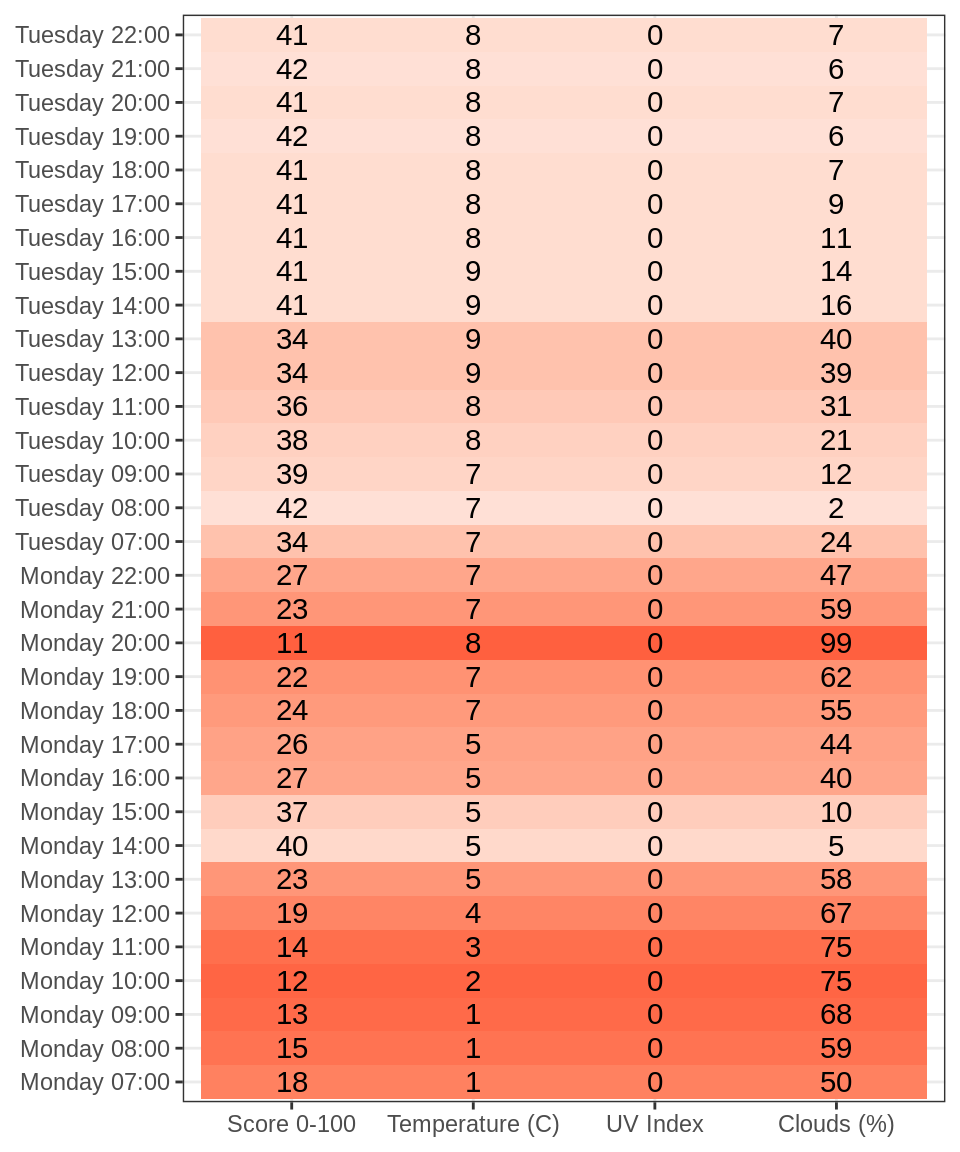 Tuesday 22:00 41 8 0 7
Tuesday 21:00 42 8 0 6
Tuesday 20:00 41 8 0 7
Tuesday 19:00 42 8 0 6
Tuesday 18:00 41 8 0 7
Tuesday 17:00 41 8 0 9
Tuesday 16:00 41 8 0 11
Tuesday 15:00 41 9 0 14
Tuesday 14:00 41 9 0 16
Tuesday 13:00 34 9 0 40
Tuesday 12:00 34 9 0 39
Tuesday 11:00 36 8 0 31
Tuesday 10:00 38 8 0 21
Tuesday 09:00 39 7 0 12
Tuesday 08:00 42 7 0 2
Tuesday 07:00 34 7 0 24
Monday 22:00 27 7 0 47
Monday 21:00 23 7 0 59
Monday 20:00 11 8 0 99
Monday 19:00 22 7 0 62
Monday 18:00 24 7 0 55
Monday 17:00 26 5 0 44
Monday 16:00 27 5 0 40
Monday 15:00 37 5 0 10
Monday 14:00 40 5 0 5
Monday 13:00 23 5 0 58
Monday 12:00 19 4 0 67
Monday 11:00 14 3 0 75
Monday 10:00 12 2 0 75
Monday 09:00 13 1 0 68
Monday 08:00 15 1 0 59
Monday 07:00 18 1 0 50
Score 0-100 Temperature (C) UV Index Clouds (%)